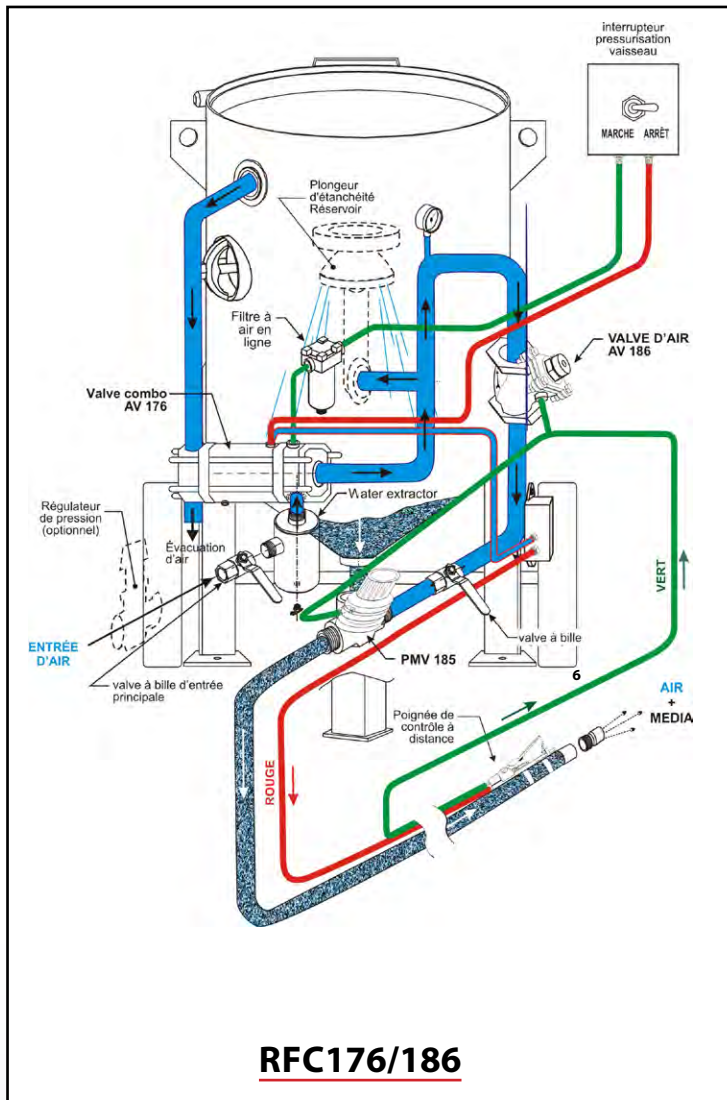 interrupteur
pressurisation
vaisseau
MARCHE ARRÊT
Plongeur
d'étanchéité
Réservoir
Filtre à
air en
ligne
VALVE D'AIR
AV 186
Valve combo
AV 176
Water extractor
Régulateur
de pression
(optionnel)
Évacuation
d'air
VERT
ENTRÉE
D'AIR
valve à bille
PMV 185
valve à bille d'entrée
principale
6
AIR
+
MEDIA
Poignée de
contrôle à
distance
ROUGE
RFC176/186